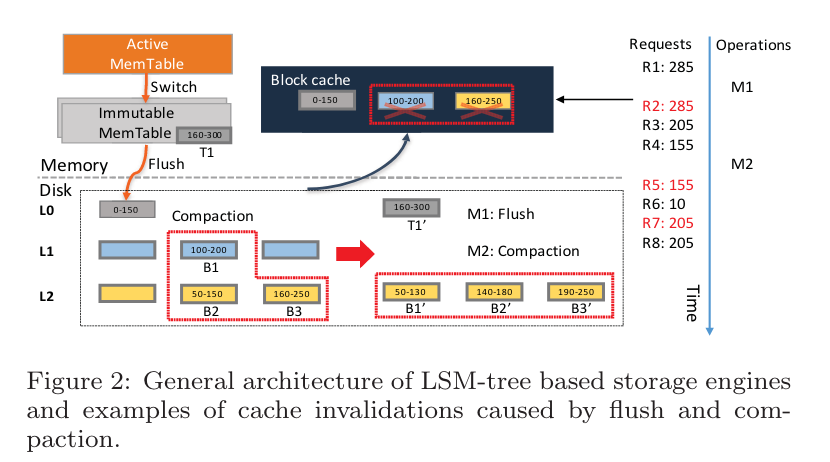 Active
MemTable
Switch
Immutable
MemTable
160-300
T1
Flush
Memory
Disk
Block cache
0-150
100-200
160-250
Requests
Operations
R1: 285
M1
R2: 285
R3: 205
R4: 155
M2
R5: 155
R6: 10
R7: 205
R8: 205
Time
L0
0-150
Compaction
160-300
T1’
M1: Flush
L1
100-200
B1
M2: Compaction
L2
50-150
B2
160-250
B3
50-130
B1’
140-180
B2’
190-250
B3’
Figure 2: General architecture of LSM-tree based storage engines
and examples of cache invalidations caused by flush and com-
paction.